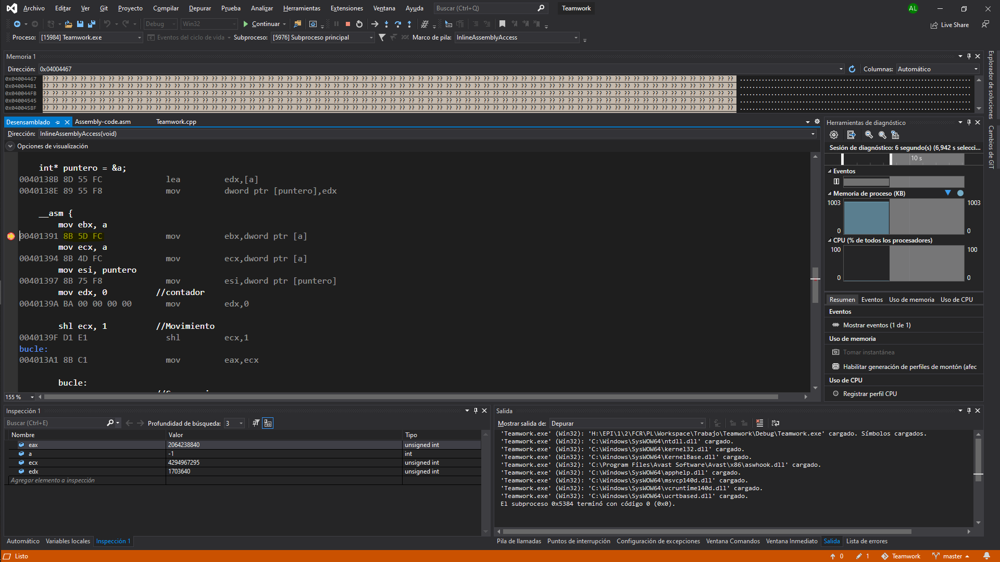 Archivo Editar Ver Git Proyecto Compilar Depurar Prueba Analizar Herramientas Extensiones Ventana Ayuda Buscar (Ctrl+Q) Teamwork AL
Debug Win32 Continuar Live Share
Proceso: [15984] Teamwork.exe Eventos del ciclo de vida Subproceso: [5976] Subproceso principal Marco de pila: InlineAssemblyAccess
Memoria 1
Dirección: 0x04004467 Columnas: Automático
0x04004467
0x040044B1
0x040044FB
0x04004545
0x0400458F
Explorador de soluciones
Cambios de GIT
Desensamblado Assembly-code.asm Teamwork.cpp
Dirección: InlineAssemblyAccess(void)
Opciones de visualización
int* puntero = &a;
0040138B 8D 55 FC lea edx,[a]
0040138E 89 55 F8 mov dword ptr [puntero],edx
__asm {
mov ebx, a
00401391 8B 5D FC mov ebx,dword ptr [a]
mov ecx, a
00401394 8B 4D FC mov ecx,dword ptr [a]
mov esi, puntero
00401397 8B 75 F8 mov esi,dword ptr [puntero]
mov edx, 0 //contador
0040139A BA 00 00 00 00 mov edx,0
shl ecx, 1 //Movimiento
0040139F D1 E1 shl ecx,1
bucle:
004013A1 8B C1 mov eax,ecx
bucle:
155 %
Herramientas de diagnóstico
Sesión de diagnóstico: 6 segundo(s) (6,942 s selecci...
10 s
Eventos
Memoria de proceso (KB)
1003 1003
0 0
CPU (% de todos los procesadores)
100 100
0 0
Resumen Eventos Uso de memoria Uso de CPU
Eventos
Mostrar eventos (1 de 1)
Uso de memoria
Tomar instantánea
Habilitar generación de perfiles de montón (afec
Uso de CPU
Registrar perfil CPU
Inspección 1
Buscar (Ctrl+E) Profundidad de búsqueda: 3
Nombre Valor Tipo
eax 2064238840 unsigned int
a -1 int
ecx 4294967295 unsigned int
edx 1703640 unsigned int
Agregar elemento a inspección
Automático Variables locales Inspección 1
Salida
Mostrar salida de: Depurar
'Teamwork.exe' (Win32): 'H:\EPI\1\2\FCR\PL\Workspace\Trabajo\Teamwork\Debug\Teamwork.exe' cargado. Símbolos cargados.
'Teamwork.exe' (Win32): 'C:\Windows\SysWOW64\ntdll.dll' cargado.
'Teamwork.exe' (Win32): 'C:\Windows\SysWOW64\kernel32.dll' cargado.
'Teamwork.exe' (Win32): 'C:\Windows\SysWOW64\KernelBase.dll' cargado.
'Teamwork.exe' (Win32): 'C:\Program Files\Avast Software\Avast\x86\aswhook.dll' cargado.
'Teamwork.exe' (Win32): 'C:\Windows\SysWOW64\apphelp.dll' cargado.
'Teamwork.exe' (Win32): 'C:\Windows\SysWOW64\msvcp140d.dll' cargado.
'Teamwork.exe' (Win32): 'C:\Windows\SysWOW64\vcruntime140d.dll' cargado.
'Teamwork.exe' (Win32): 'C:\Windows\SysWOW64\ucrtbased.dll' cargado.
El subproceso 0x5384 terminó con código 0 (0x0).
Pila de llamadas Puntos de interrupción Configuración de excepciones Ventana Comandos Ventana Inmediato Salida Lista de errores
Listo 0 1 Teamwork master